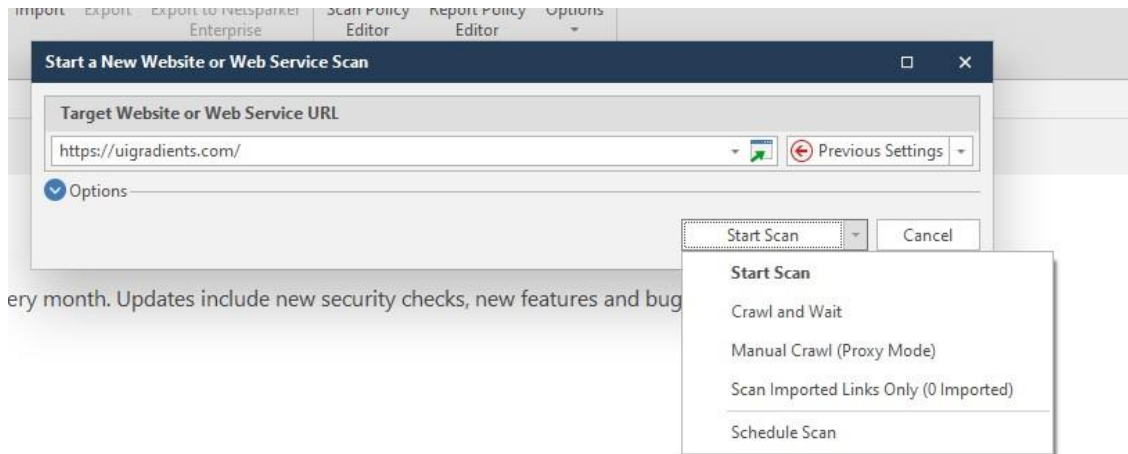 Import Export Export to Netsparker Scan Policy Report Policy Options
Enterprise Editor Editor
Start a New Website or Web Service Scan
Target Website or Web Service URL
https://uigradients.com/
Previous Settings
Options
Start Scan Cancel
Start Scan
ery month. Updates include new security checks, new features and bug
Crawl and Wait
Manual Crawl (Proxy Mode)
Scan Imported Links Only (0 Imported)
Schedule Scan